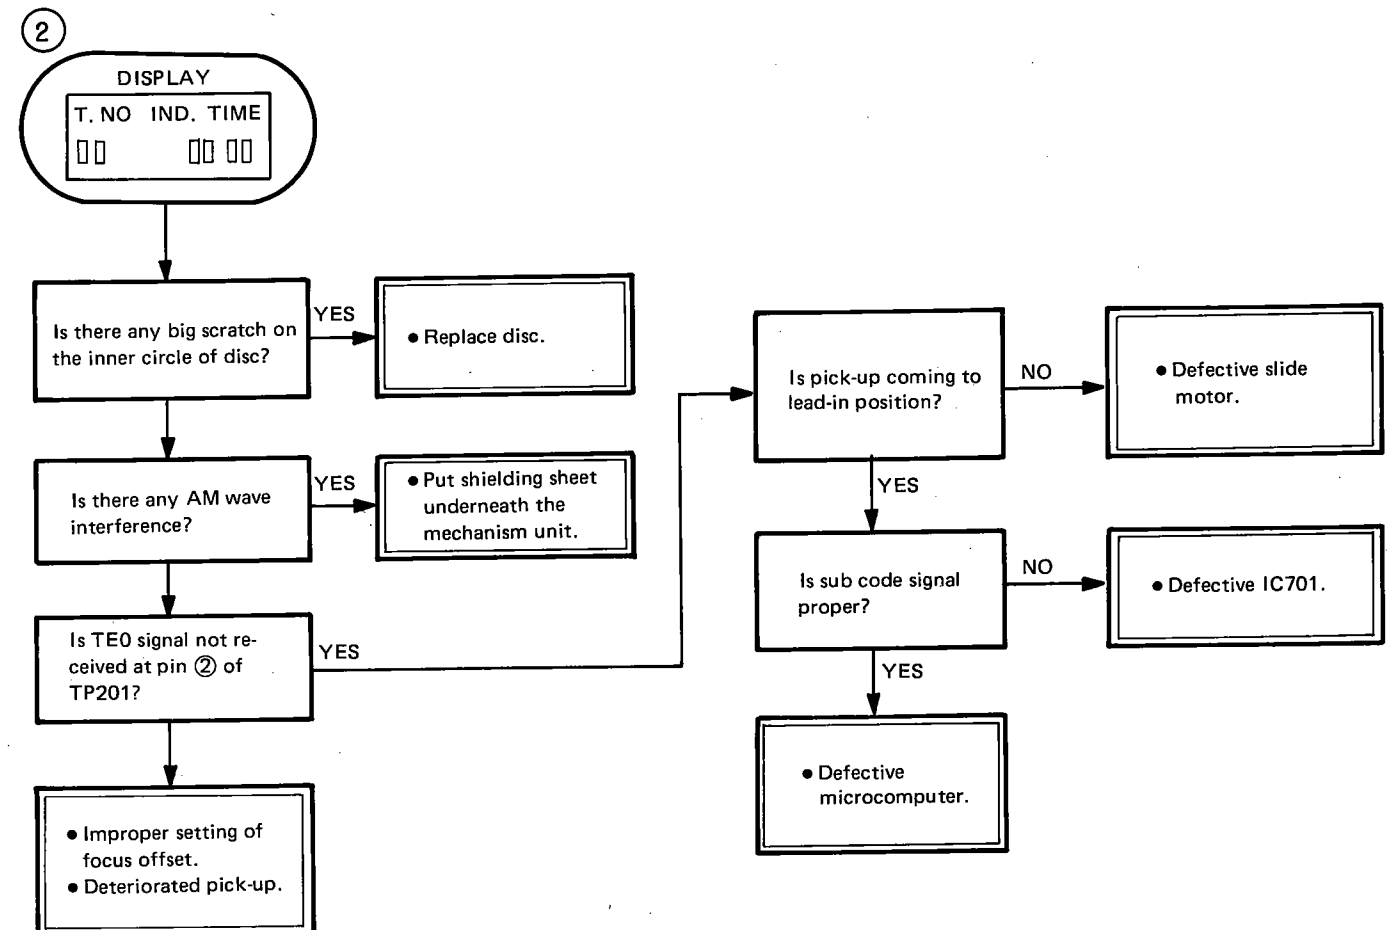 2
DISPLAY
T. NO IND. TIME
00 00 00
Is there any big scratch on
the inner circle of disc?
YES
● Replace disc.
Is there any AM wave
interference?
YES
● Put shielding sheet
underneath the
mechanism unit.
Is TE0 signal not re-
ceived at pin ② of
TP201?
YES
● Improper setting of
focus offset.
● Deteriorated pick-up.
Is pick-up coming to
lead-in position?
NO
● Defective slide
motor.
YES
Is sub code signal
proper?
NO
● Defective IC701.
YES
● Defective
microcomputer.